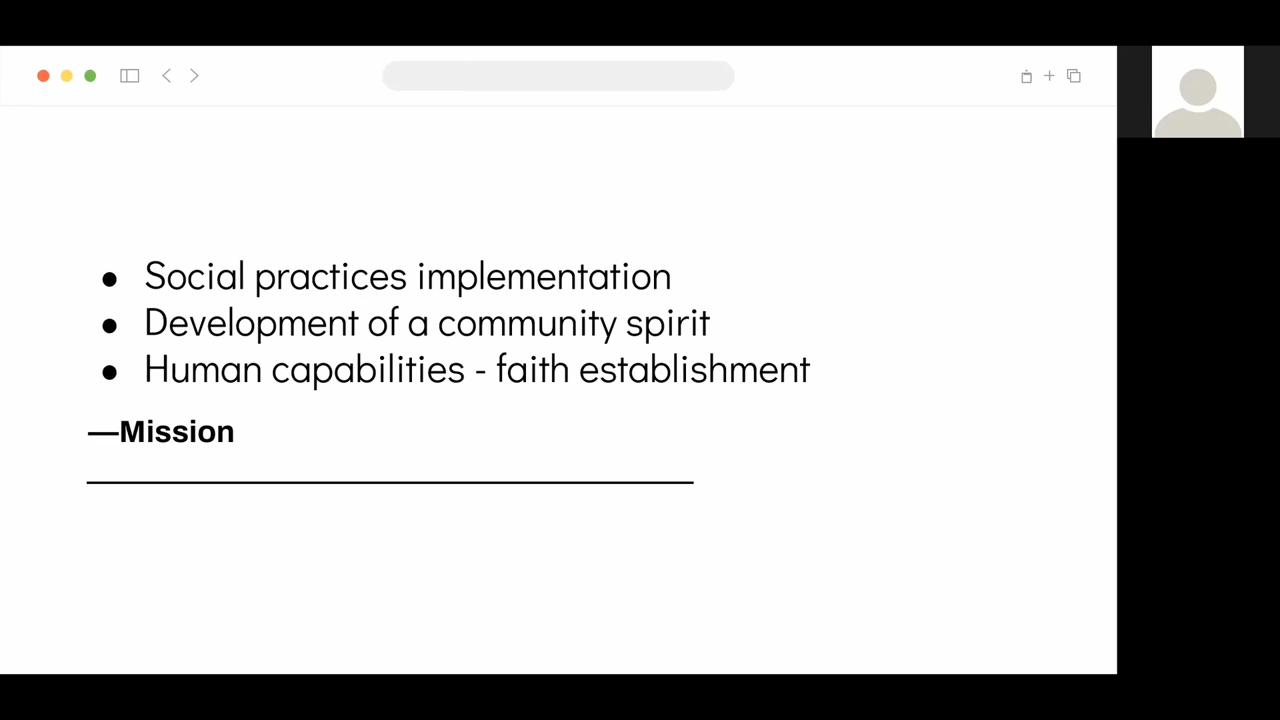 ● Social practices implementation
● Development of a community spirit
● Human capabilities - faith establishment
—Mission